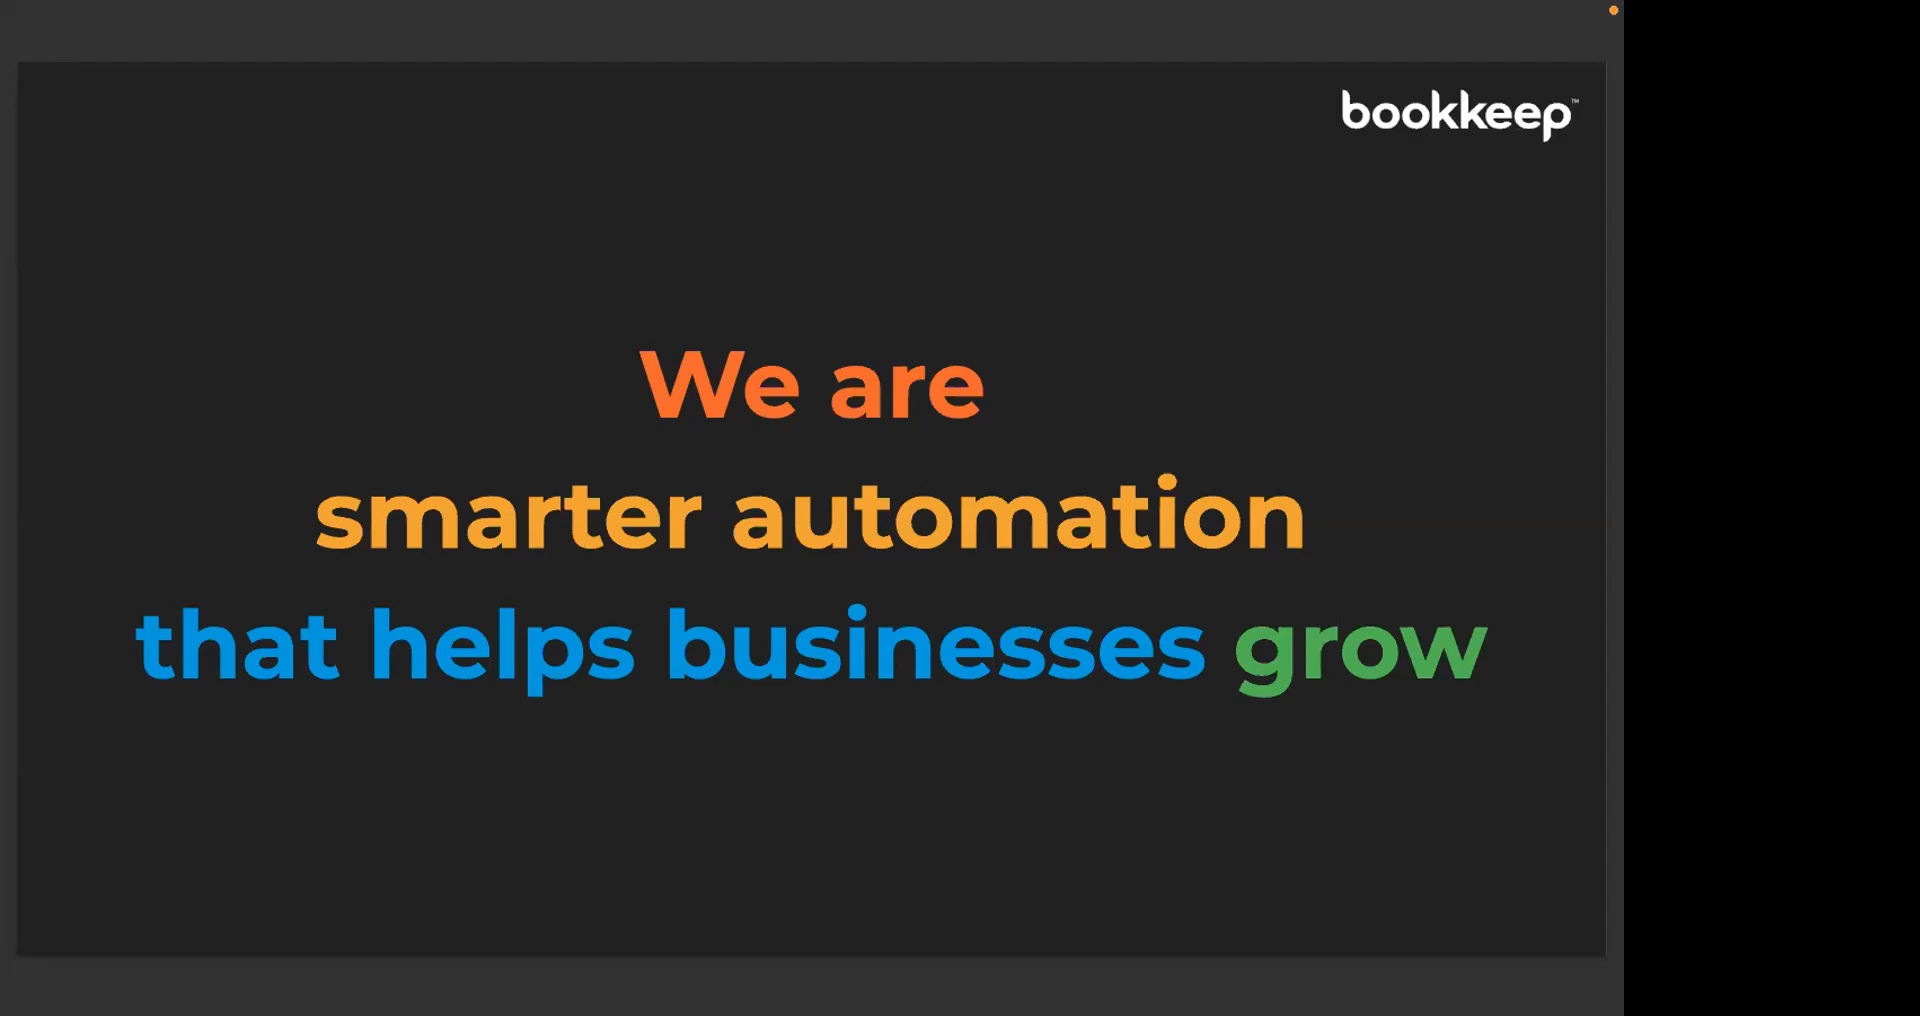 bookkeep™
We are
smarter automation
that helps businesses grow